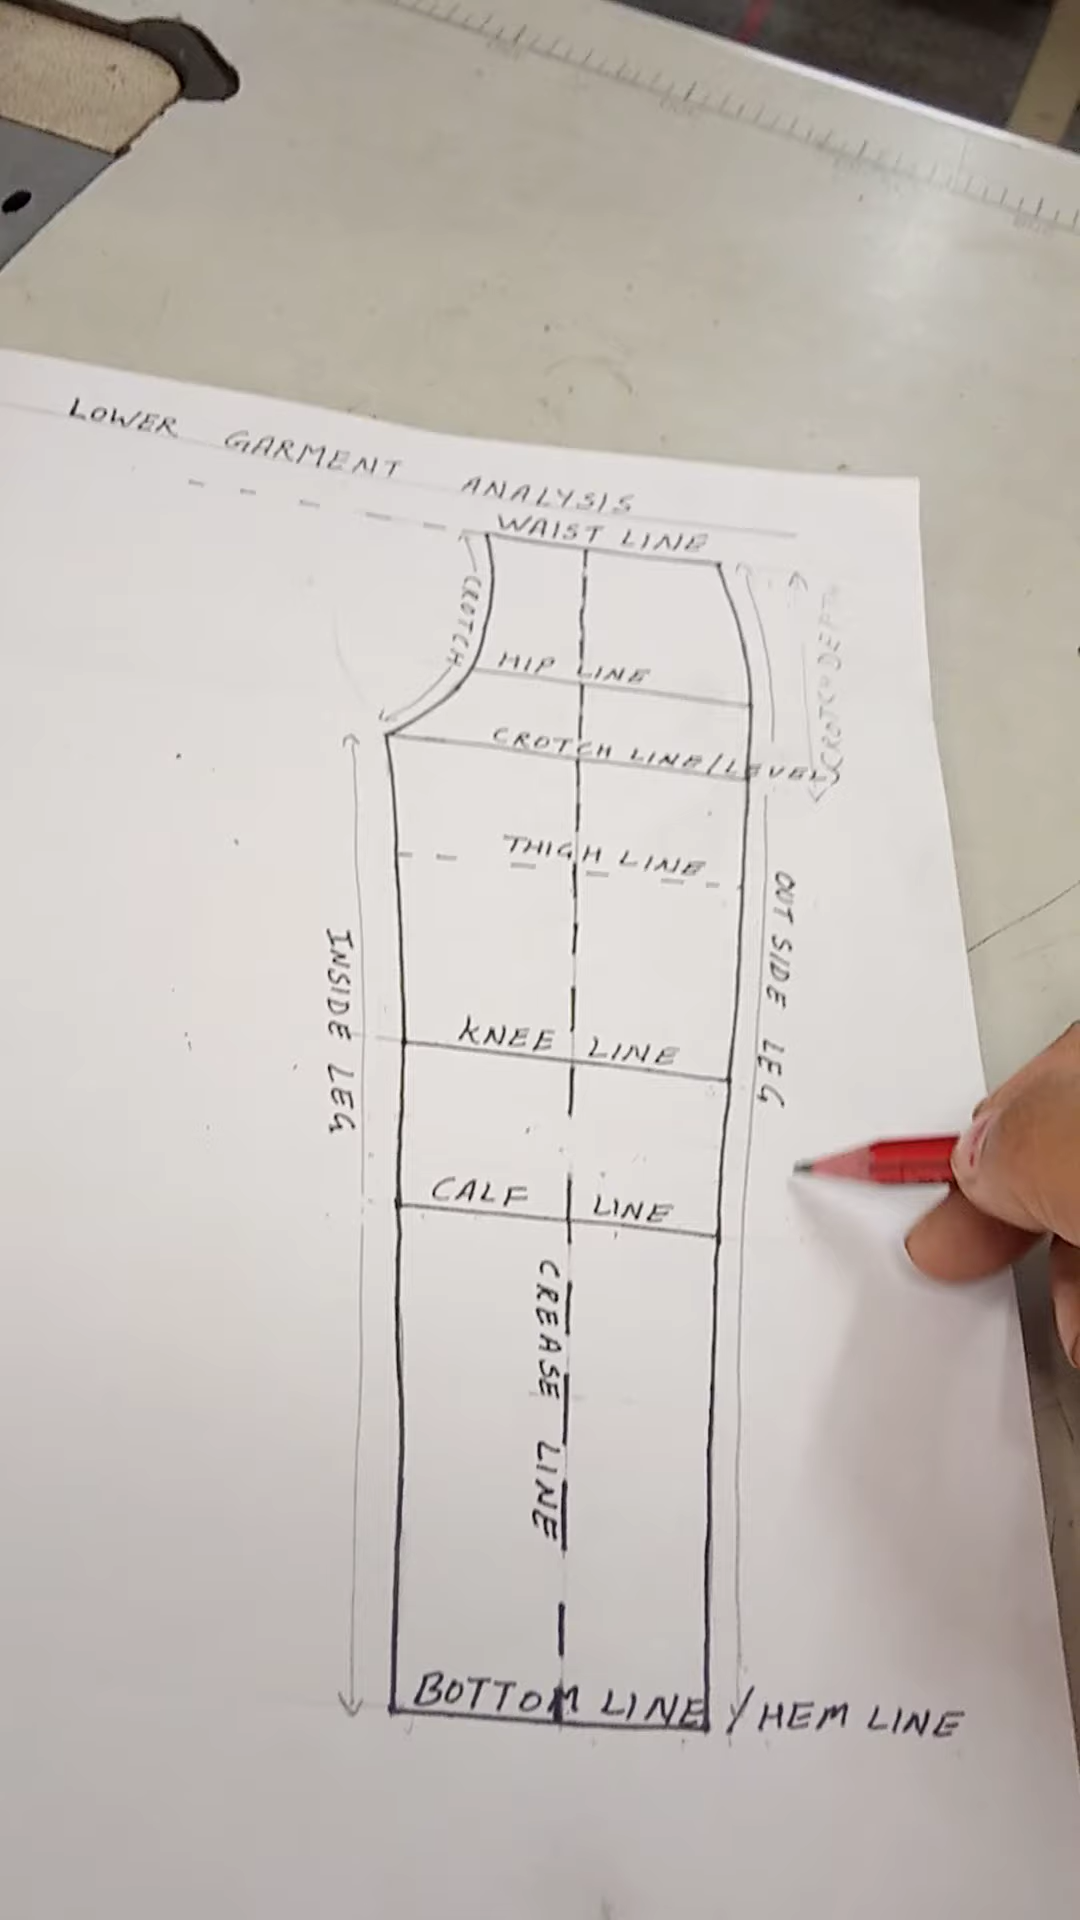 LOWER GARMENT ANALYSIS
WAIST LINE
CROTCH
CROTCH DEPTH
HIP LINE
CROTCH LINE/LEVEL
THIGH LINE
OUT SIDE LEG
INSIDE LEG
KNEE LINE
CALF LINE
CREASE LINE
BOTTOM LINE / HEM LINE